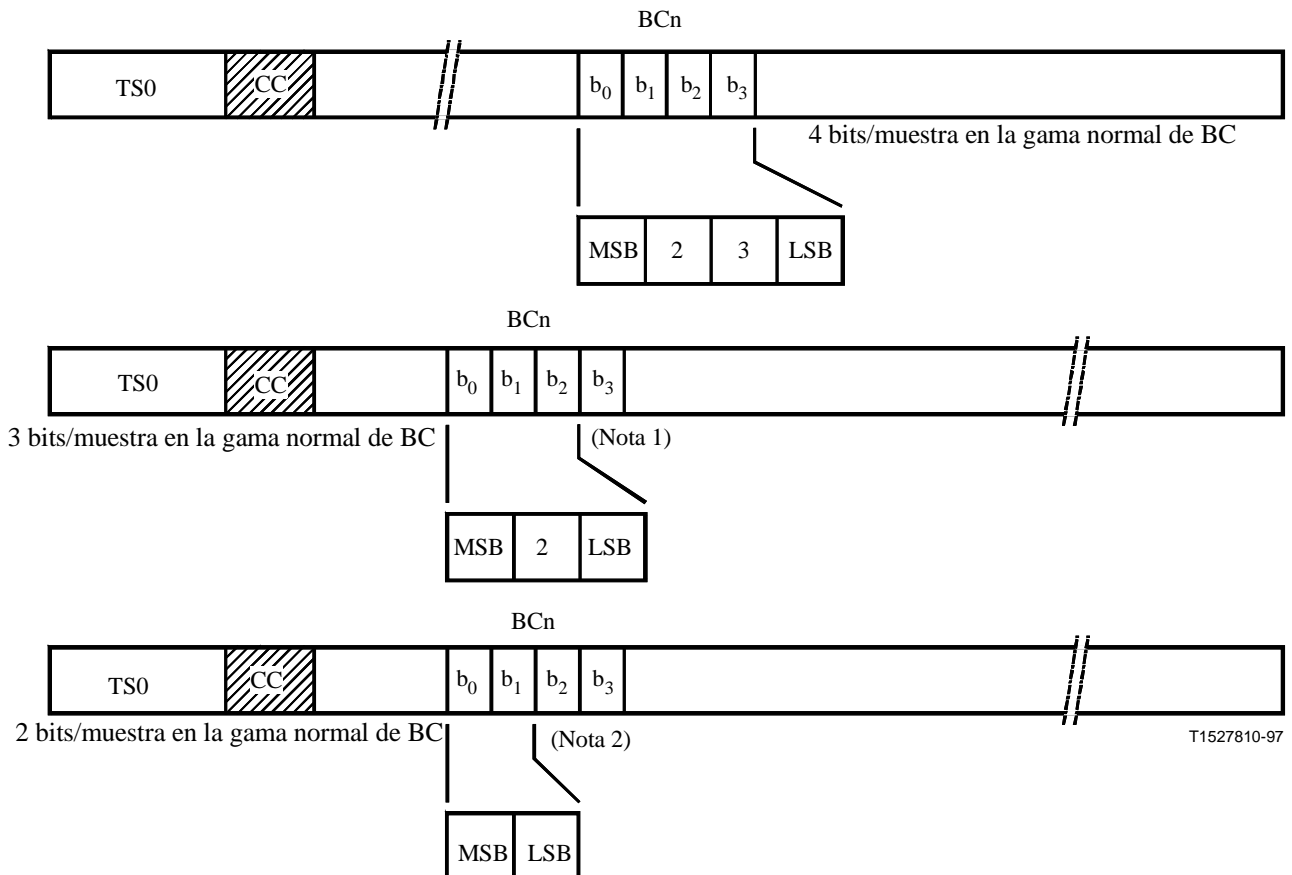 BCn
TS0 CC b0 b1 b2 b3
4 bits/muestra en la gama normal de BC
MSB 2 3 LSB
BCn
TS0 CC b0 b1 b2 b3
3 bits/muestra en la gama normal de BC (Nota 1)
MSB 2 LSB
BCn
TS0 CC b0 b1 b2 b3
2 bits/muestra en la gama normal de BC (Nota 2) T1527810-97
MSB LSB